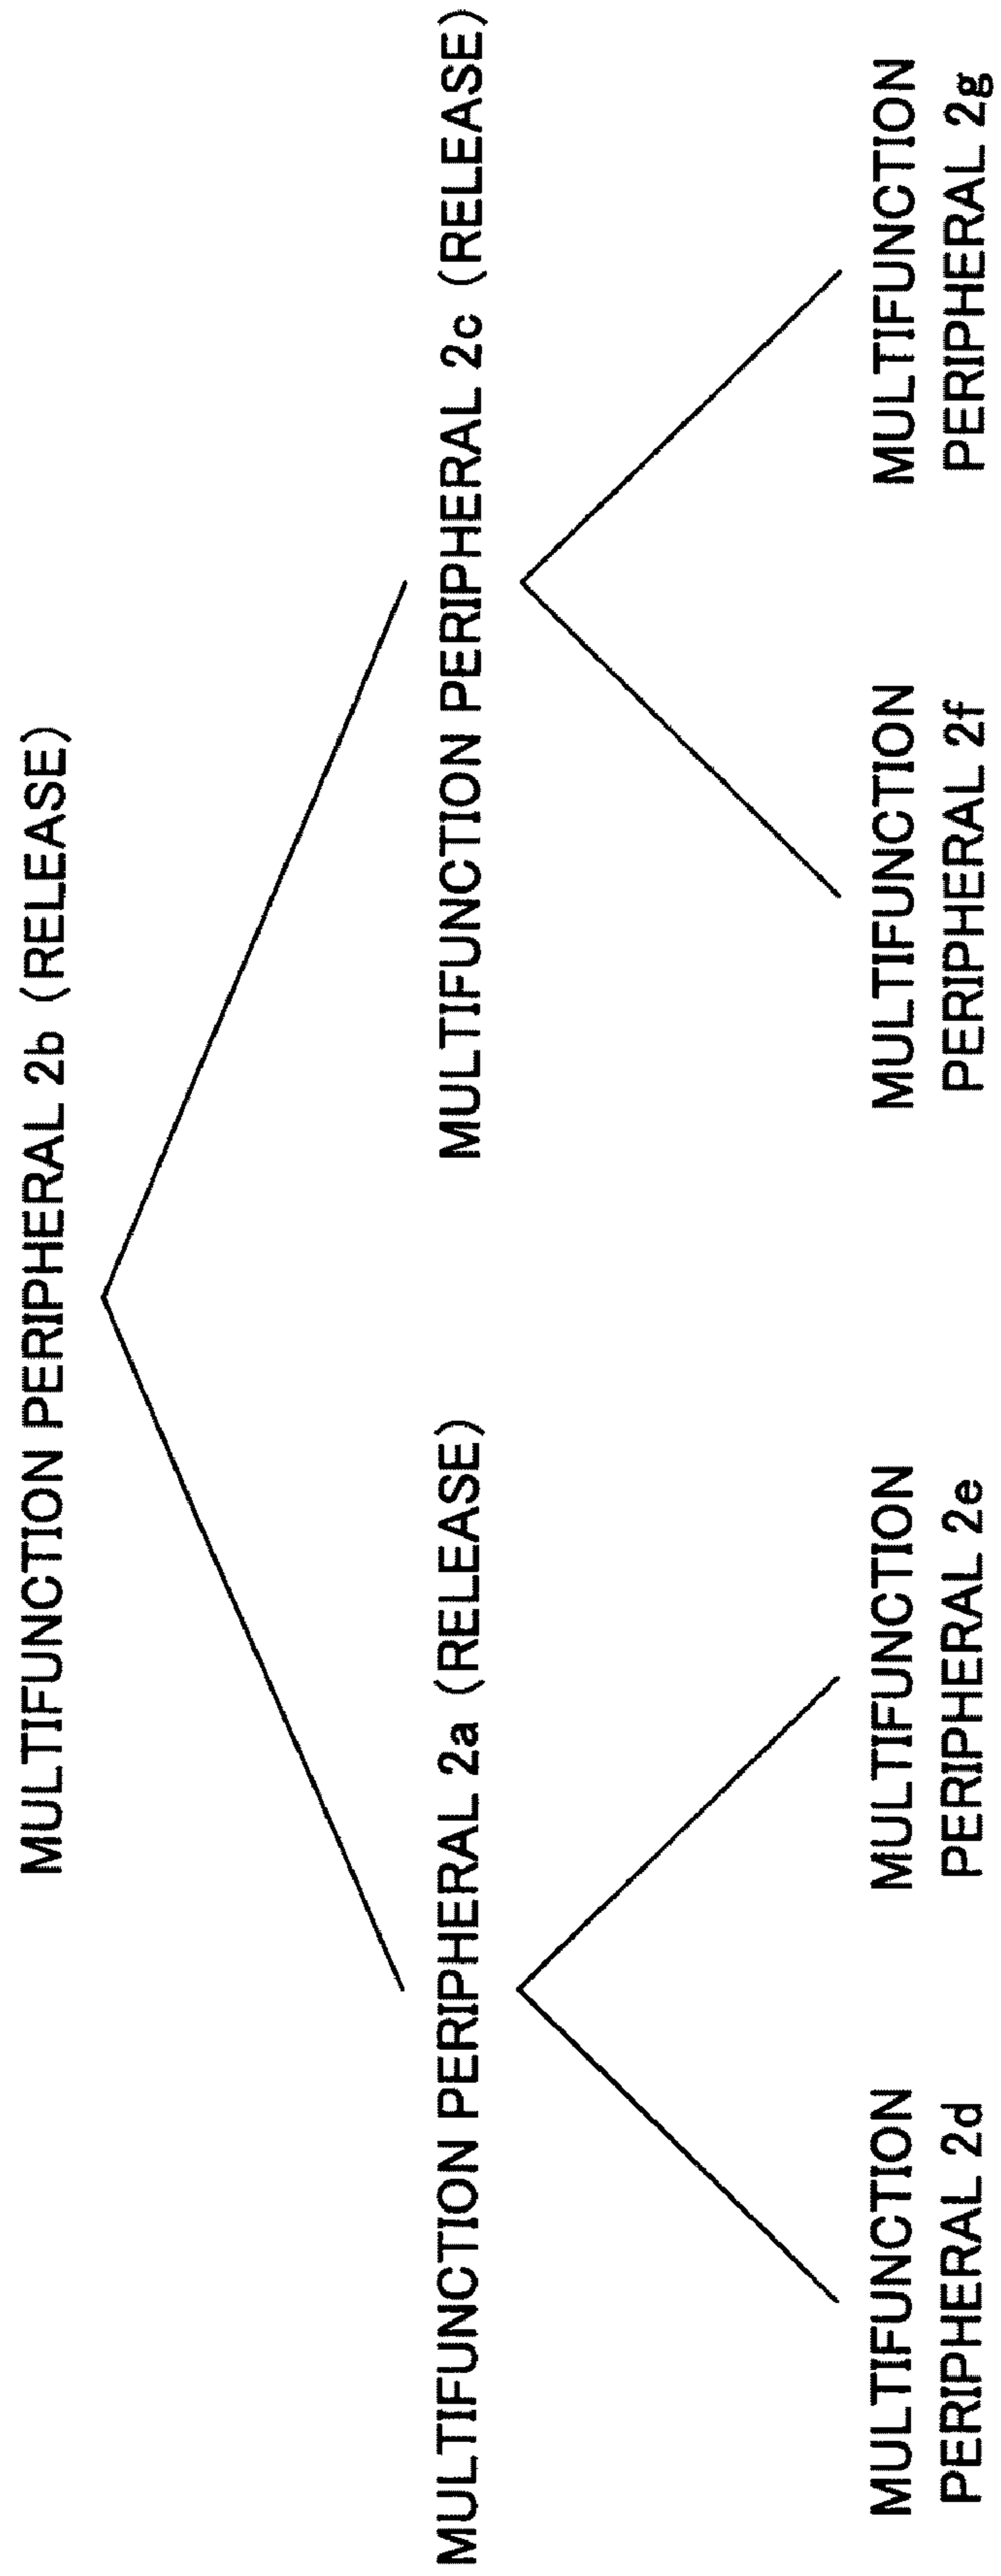 MULTIFUNCTION PERIPHERAL 2b (RELEASE)
MULTIFUNCTION PERIPHERAL 2a (RELEASE)
MULTIFUNCTION PERIPHERAL 2c (RELEASE)
MULTIFUNCTION
PERIPHERAL 2d
MULTIFUNCTION
PERIPHERAL 2e
MULTIFUNCTION
PERIPHERAL 2f
MULTIFUNCTION
PERIPHERAL 2g